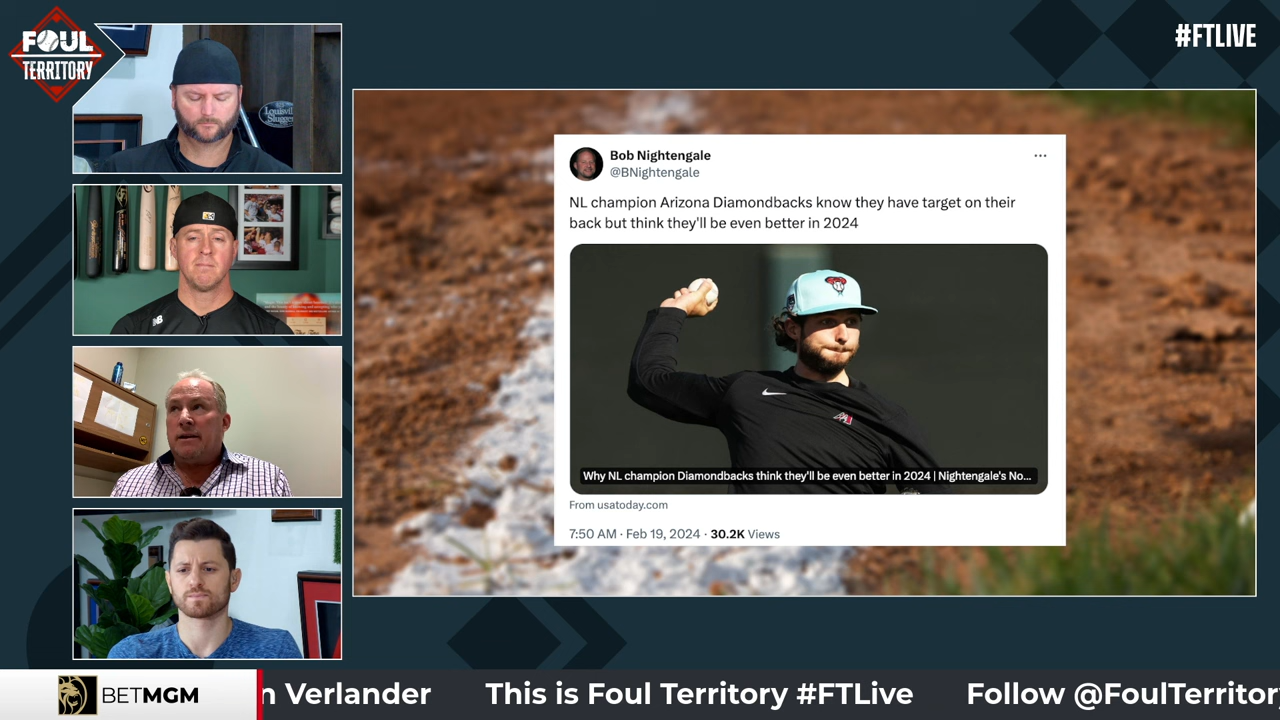 FOUL
TERRITORY
#FTLIVE
Louisville
Slugger
Bob Nightengale
@BNightengale
NL champion Arizona Diamondbacks know they have target on their
back but think they'll be even better in 2024
Why NL champion Diamondbacks think they'll be even better in 2024 | Nightengale's No...
From usatoday.com
7:50 AM · Feb 19, 2024 · 30.2K Views
BETMGM
n Verlander This is Foul Territory #FTLive Follow @FoulTerritor